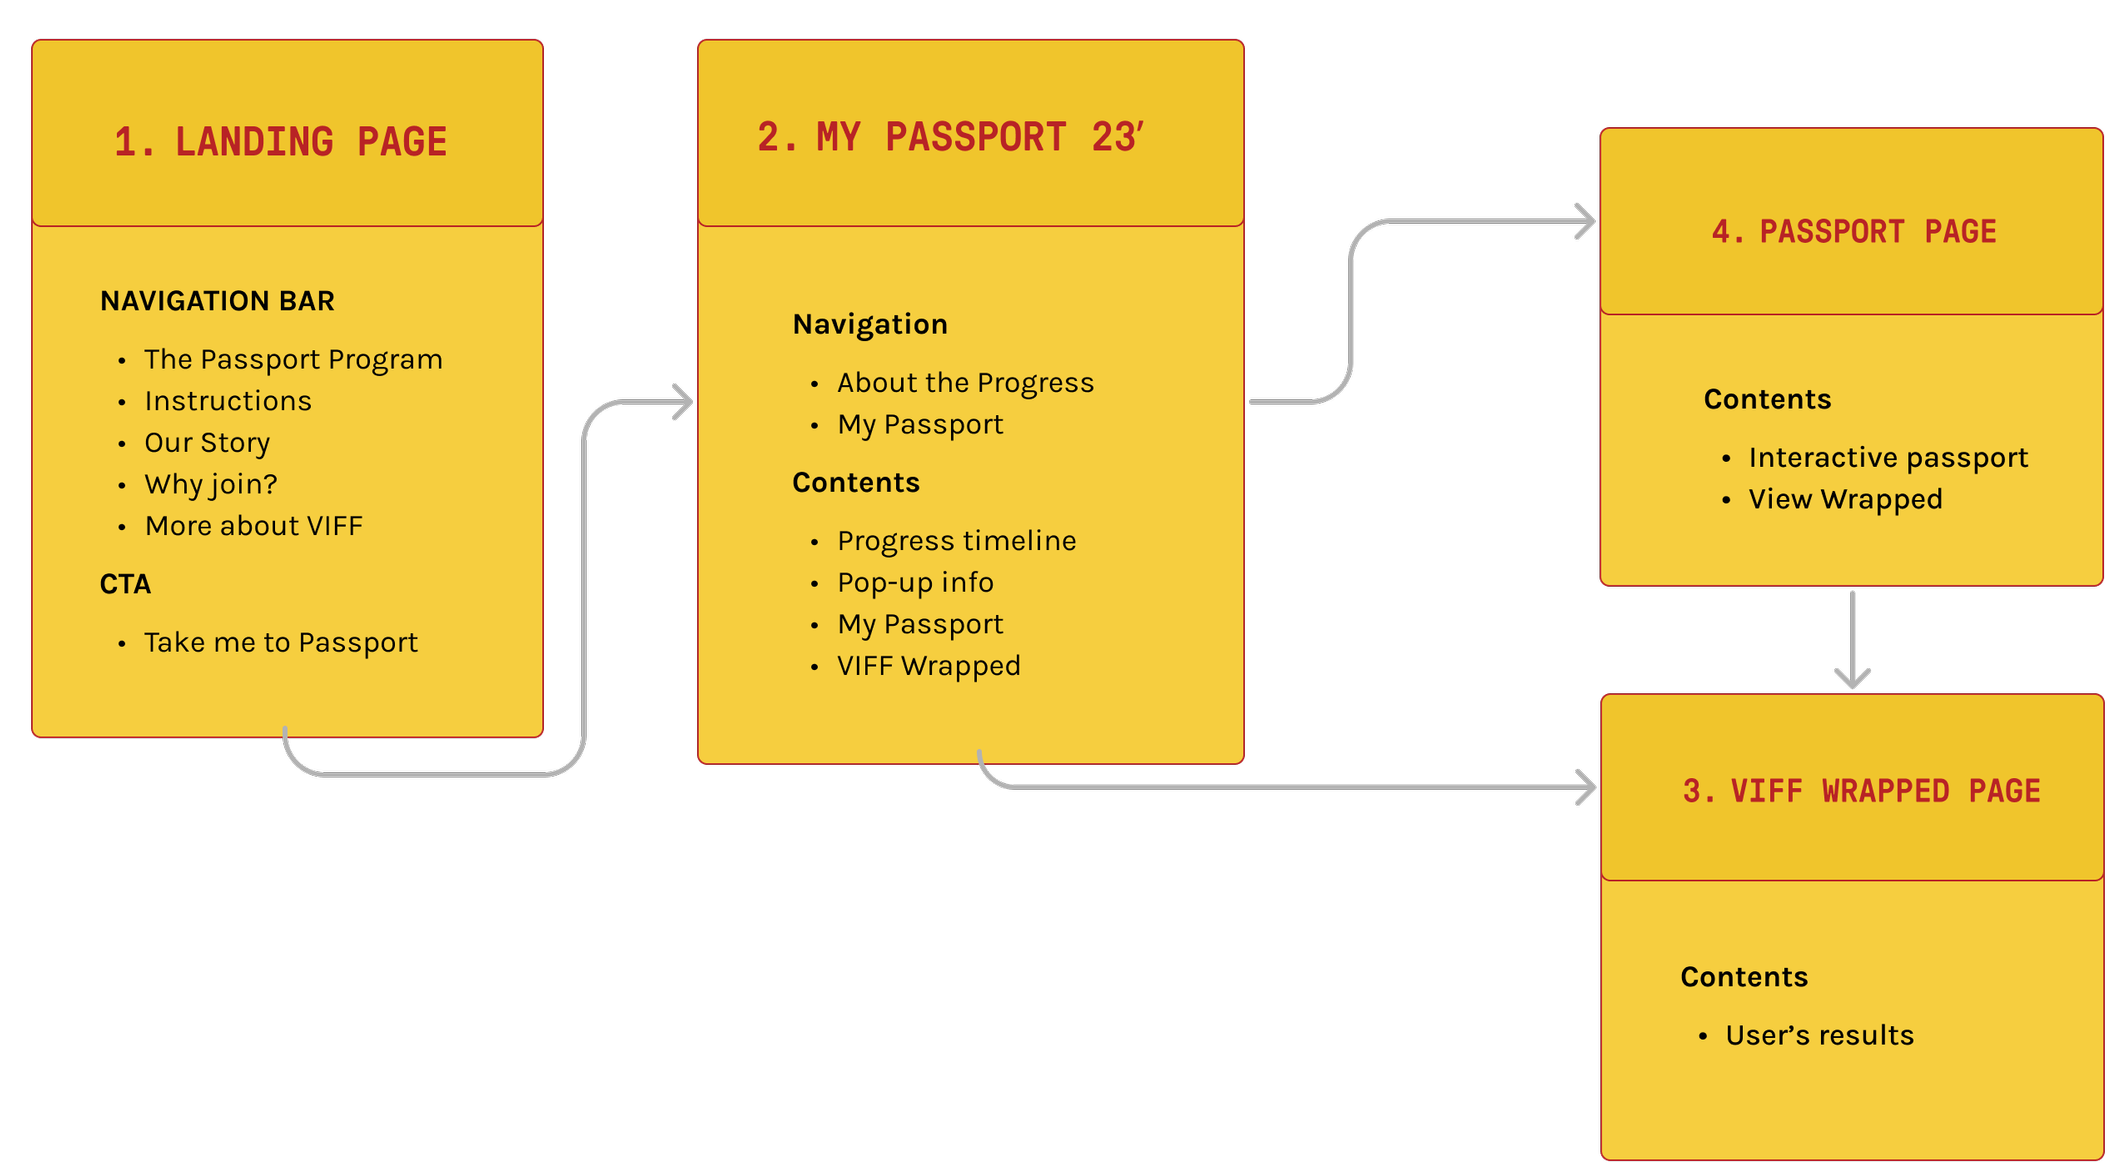 1. LANDING PAGE
NAVIGATION BAR
• The Passport Program
• Instructions
• Our Story
• Why join?
• More about VIFF
CTA
• Take me to Passport
2. MY PASSPORT 23′
Navigation
• About the Progress
• My Passport
Contents
• Progress timeline
• Pop-up info
• My Passport
• VIFF Wrapped
4. PASSPORT PAGE
Contents
• Interactive passport
• View Wrapped
3. VIFF WRAPPED PAGE
Contents
• User’s results